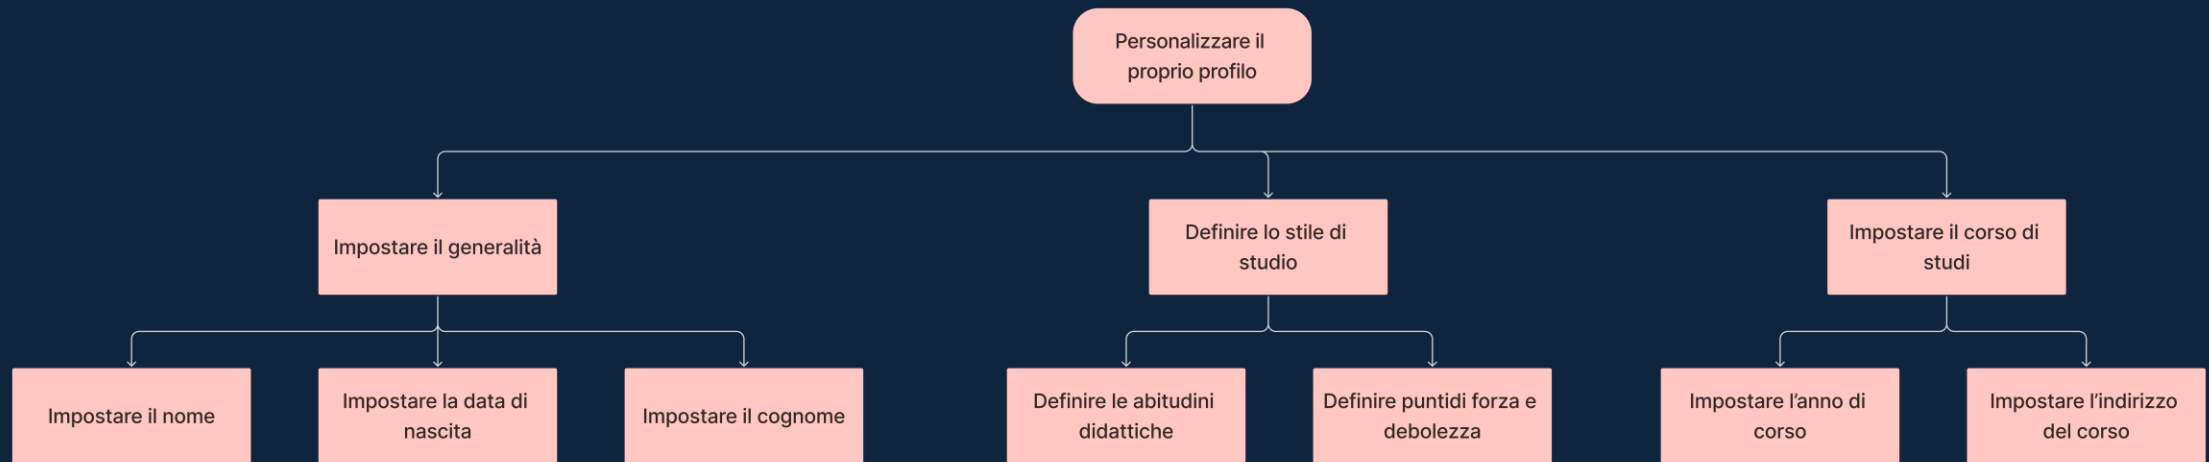 Personalizzare il
proprio profilo
Impostare il generalità
Definire lo stile di
studio
Impostare il corso di
studi
Impostare il nome
Impostare la data di
nascita
Impostare il cognome
Definire le abitudini
didattiche
Definire puntidi forza e
debolezza
Impostare l’anno di
corso
Impostare l’indirizzo
del corso